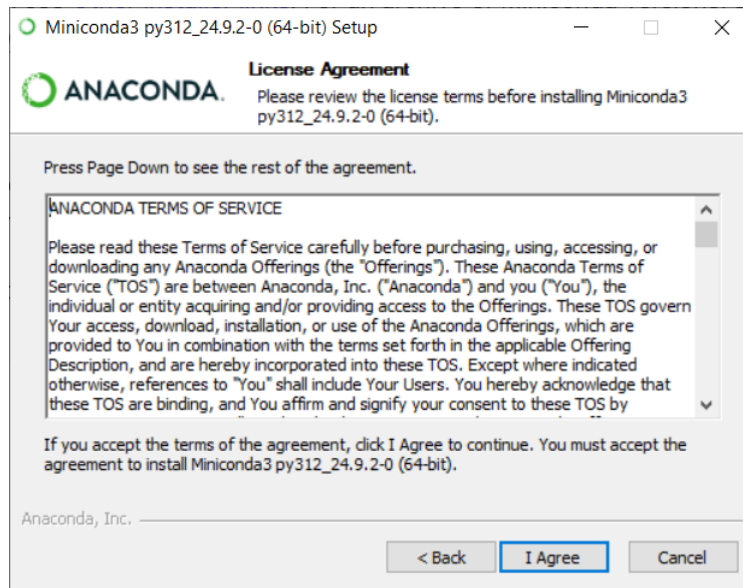 Miniconda3 py312_24.9.2-0 (64-bit) Setup
ANACONDA.
License Agreement
Please review the license terms before installing Miniconda3
py312_24.9.2-0 (64-bit).
Press Page Down to see the rest of the agreement.
ANACONDA TERMS OF SERVICE
Please read these Terms of Service carefully before purchasing, using, accessing, or
downloading any Anaconda Offerings (the "Offerings"). These Anaconda Terms of
Service ("TOS") are between Anaconda, Inc. ("Anaconda") and you ("You"), the
individual or entity acquiring and/or providing access to the Offerings. These TOS govern
Your access, download, installation, or use of the Anaconda Offerings, which are
provided to You in combination with the terms set forth in the applicable Offering
Description, and are hereby incorporated into these TOS. Except where indicated
otherwise, references to "You" shall include Your Users. You hereby acknowledge that
these TOS are binding, and You affirm and signify your consent to these TOS by
If you accept the terms of the agreement, click I Agree to continue. You must accept the
agreement to install Miniconda3 py312_24.9.2-0 (64-bit).
Anaconda, Inc.
< Back
I Agree
Cancel